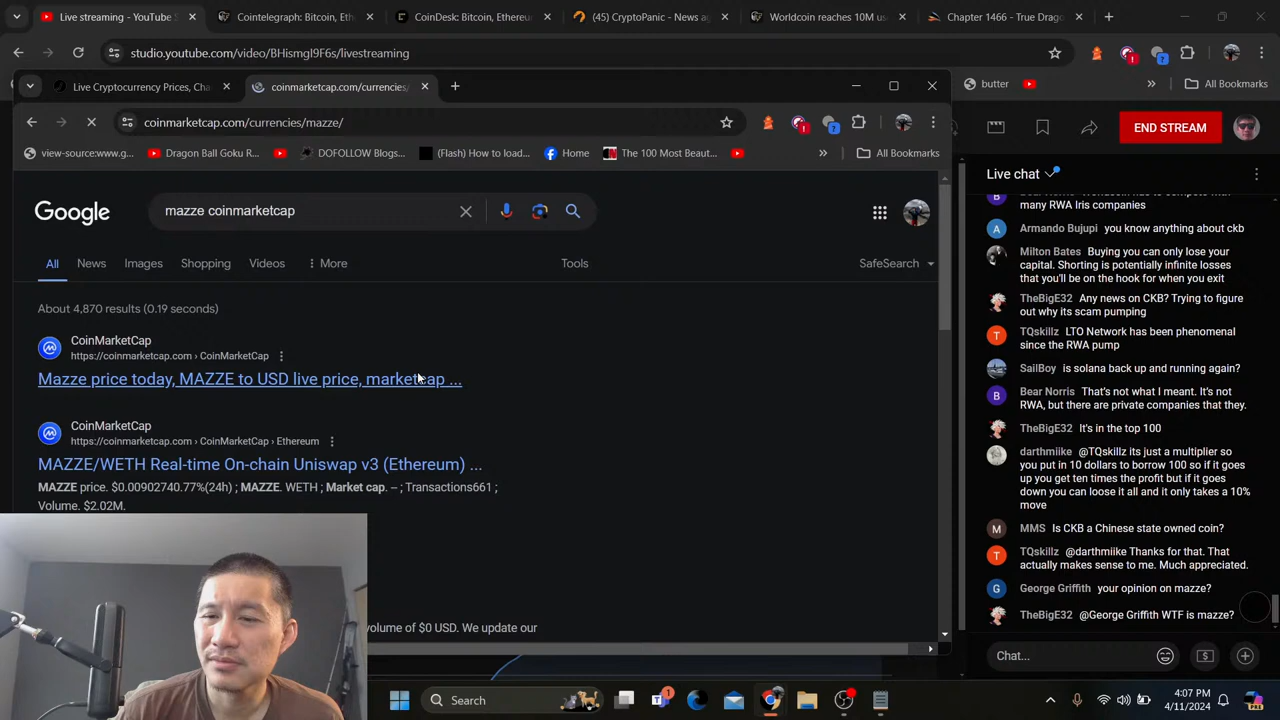 Live streaming - YouTube S
Cointelegraph: Bitcoin, Eth
CoinDesk: Bitcoin, Ethereu
(45) CryptoPanic - News ag
Worldcoin reaches 10M us
Chapter 1466 - True Drago
studio.youtube.com/video/BHismgl9F6s/livestreaming
butter
All Bookmarks
Live Cryptocurrency Prices, Cha
coinmarketcap.com/currencies/
coinmarketcap.com/currencies/mazze/
view-source:www.g...
Dragon Ball Goku R...
DOFOLLOW Blogs...
(Flash) How to load...
Home
The 100 Most Beaut...
All Bookmarks
END STREAM
Google
mazze coinmarketcap
All
News
Images
Shopping
Videos
More
Tools
SafeSearch
About 4,870 results (0.19 seconds)
CoinMarketCap
https://coinmarketcap.com › CoinMarketCap
Mazze price today, MAZZE to USD live price, marketcap ...
CoinMarketCap
https://coinmarketcap.com › CoinMarketCap › Ethereum
MAZZE/WETH Real-time On-chain Uniswap v3 (Ethereum) ...
MAZZE price. $0.00902740.77%(24h) ; MAZZE. WETH ; Market cap. -- ; Transactions661 ;
Volume. $2.02M.
volume of $0 USD. We update our
Live chat
many RWA Iris companies
Armando Bujupi you know anything about ckb
Milton Bates Buying you can only lose your
capital. Shorting is potentially infinite losses
that you'll be on the hook for when you exit
TheBigE32 Any news on CKB? Trying to figure
out why its scam pumping
TQskillz LTO Network has been phenomenal
since the RWA pump
SailBoy is solana back up and running again?
Bear Norris That's not what I meant. It's not
RWA, but there are private companies that they.
TheBigE32 It's in the top 100
darthmiike @TQskillz its just a multiplier so
you put in 10 dollars to borrow 100 so if it goes
up you get ten times the profit but if it goes
down you can loose it all and it only takes a 10%
move
MMS Is CKB a Chinese state owned coin?
TQskillz @darthmiike Thanks for that. That
actually makes sense to me. Much appreciated.
George Griffith your opinion on mazze?
TheBigE32 @George Griffith WTF is mazze?
Chat...
Search
4:07 PM
4/11/2024